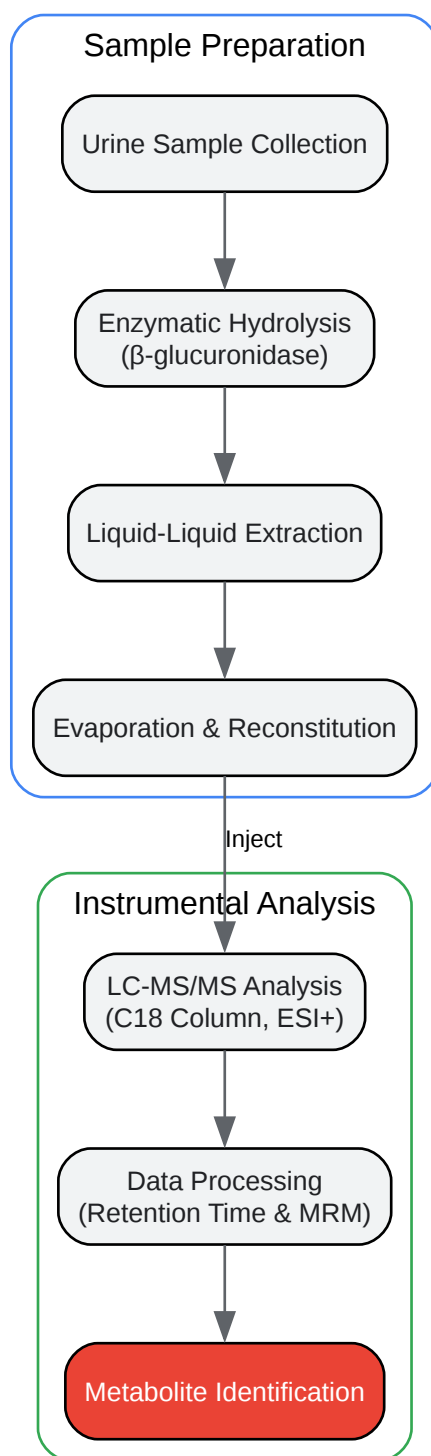 Sample Preparation
Urine Sample Collection
Enzymatic Hydrolysis
(β-glucuronidase)
Liquid-Liquid Extraction
Evaporation & Reconstitution
Inject
Instrumental Analysis
LC-MS/MS Analysis
(C18 Column, ESI+)
Data Processing
(Retention Time & MRM)
Metabolite Identification